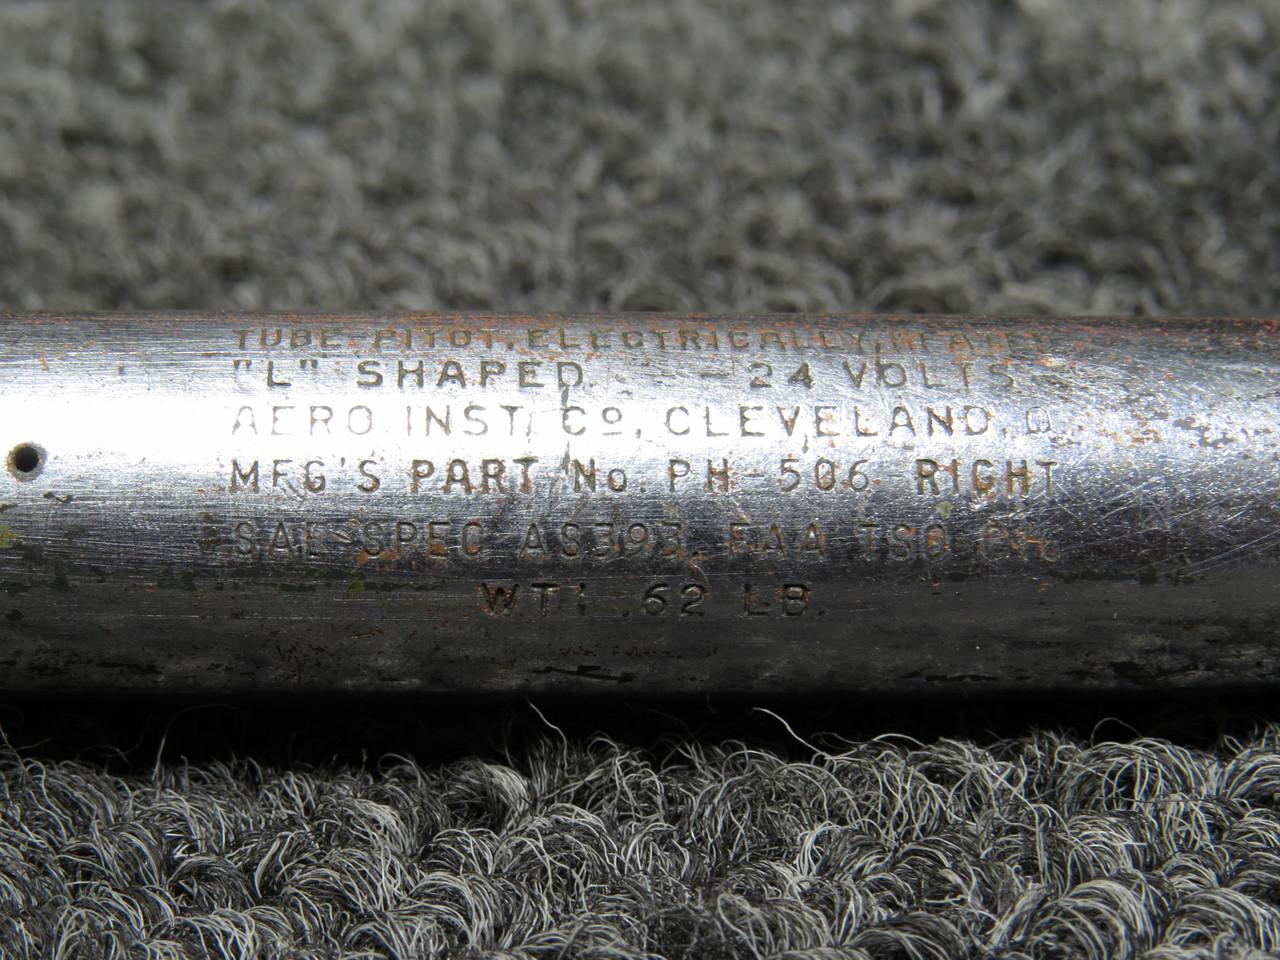 TUBE-PITOT, ELECTRICALLY, HEATED
"L" SHAPED - - 24 VOLTS
AERO INST. Co, CLEVELAND, O.
MFG'S PART No. PH-506-RIGHT
SAE-SPEC AS393, FAA TSO
WT. .62 LB.